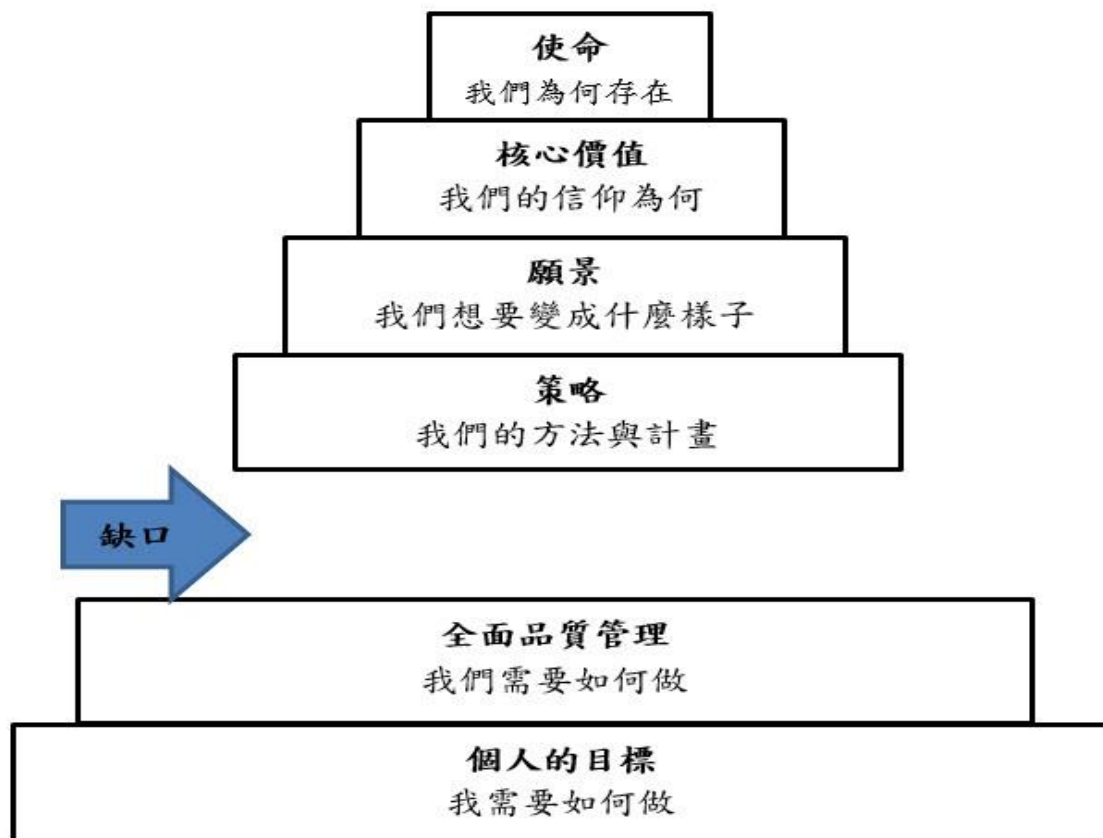 使命
我們為何存在
核心價值
我們的信仰為何
願景
我們想要變成什麼樣子
策略
我們的方法與計畫
缺口
全面品質管理
我們需要如何做
個人的目標
我需要如何做